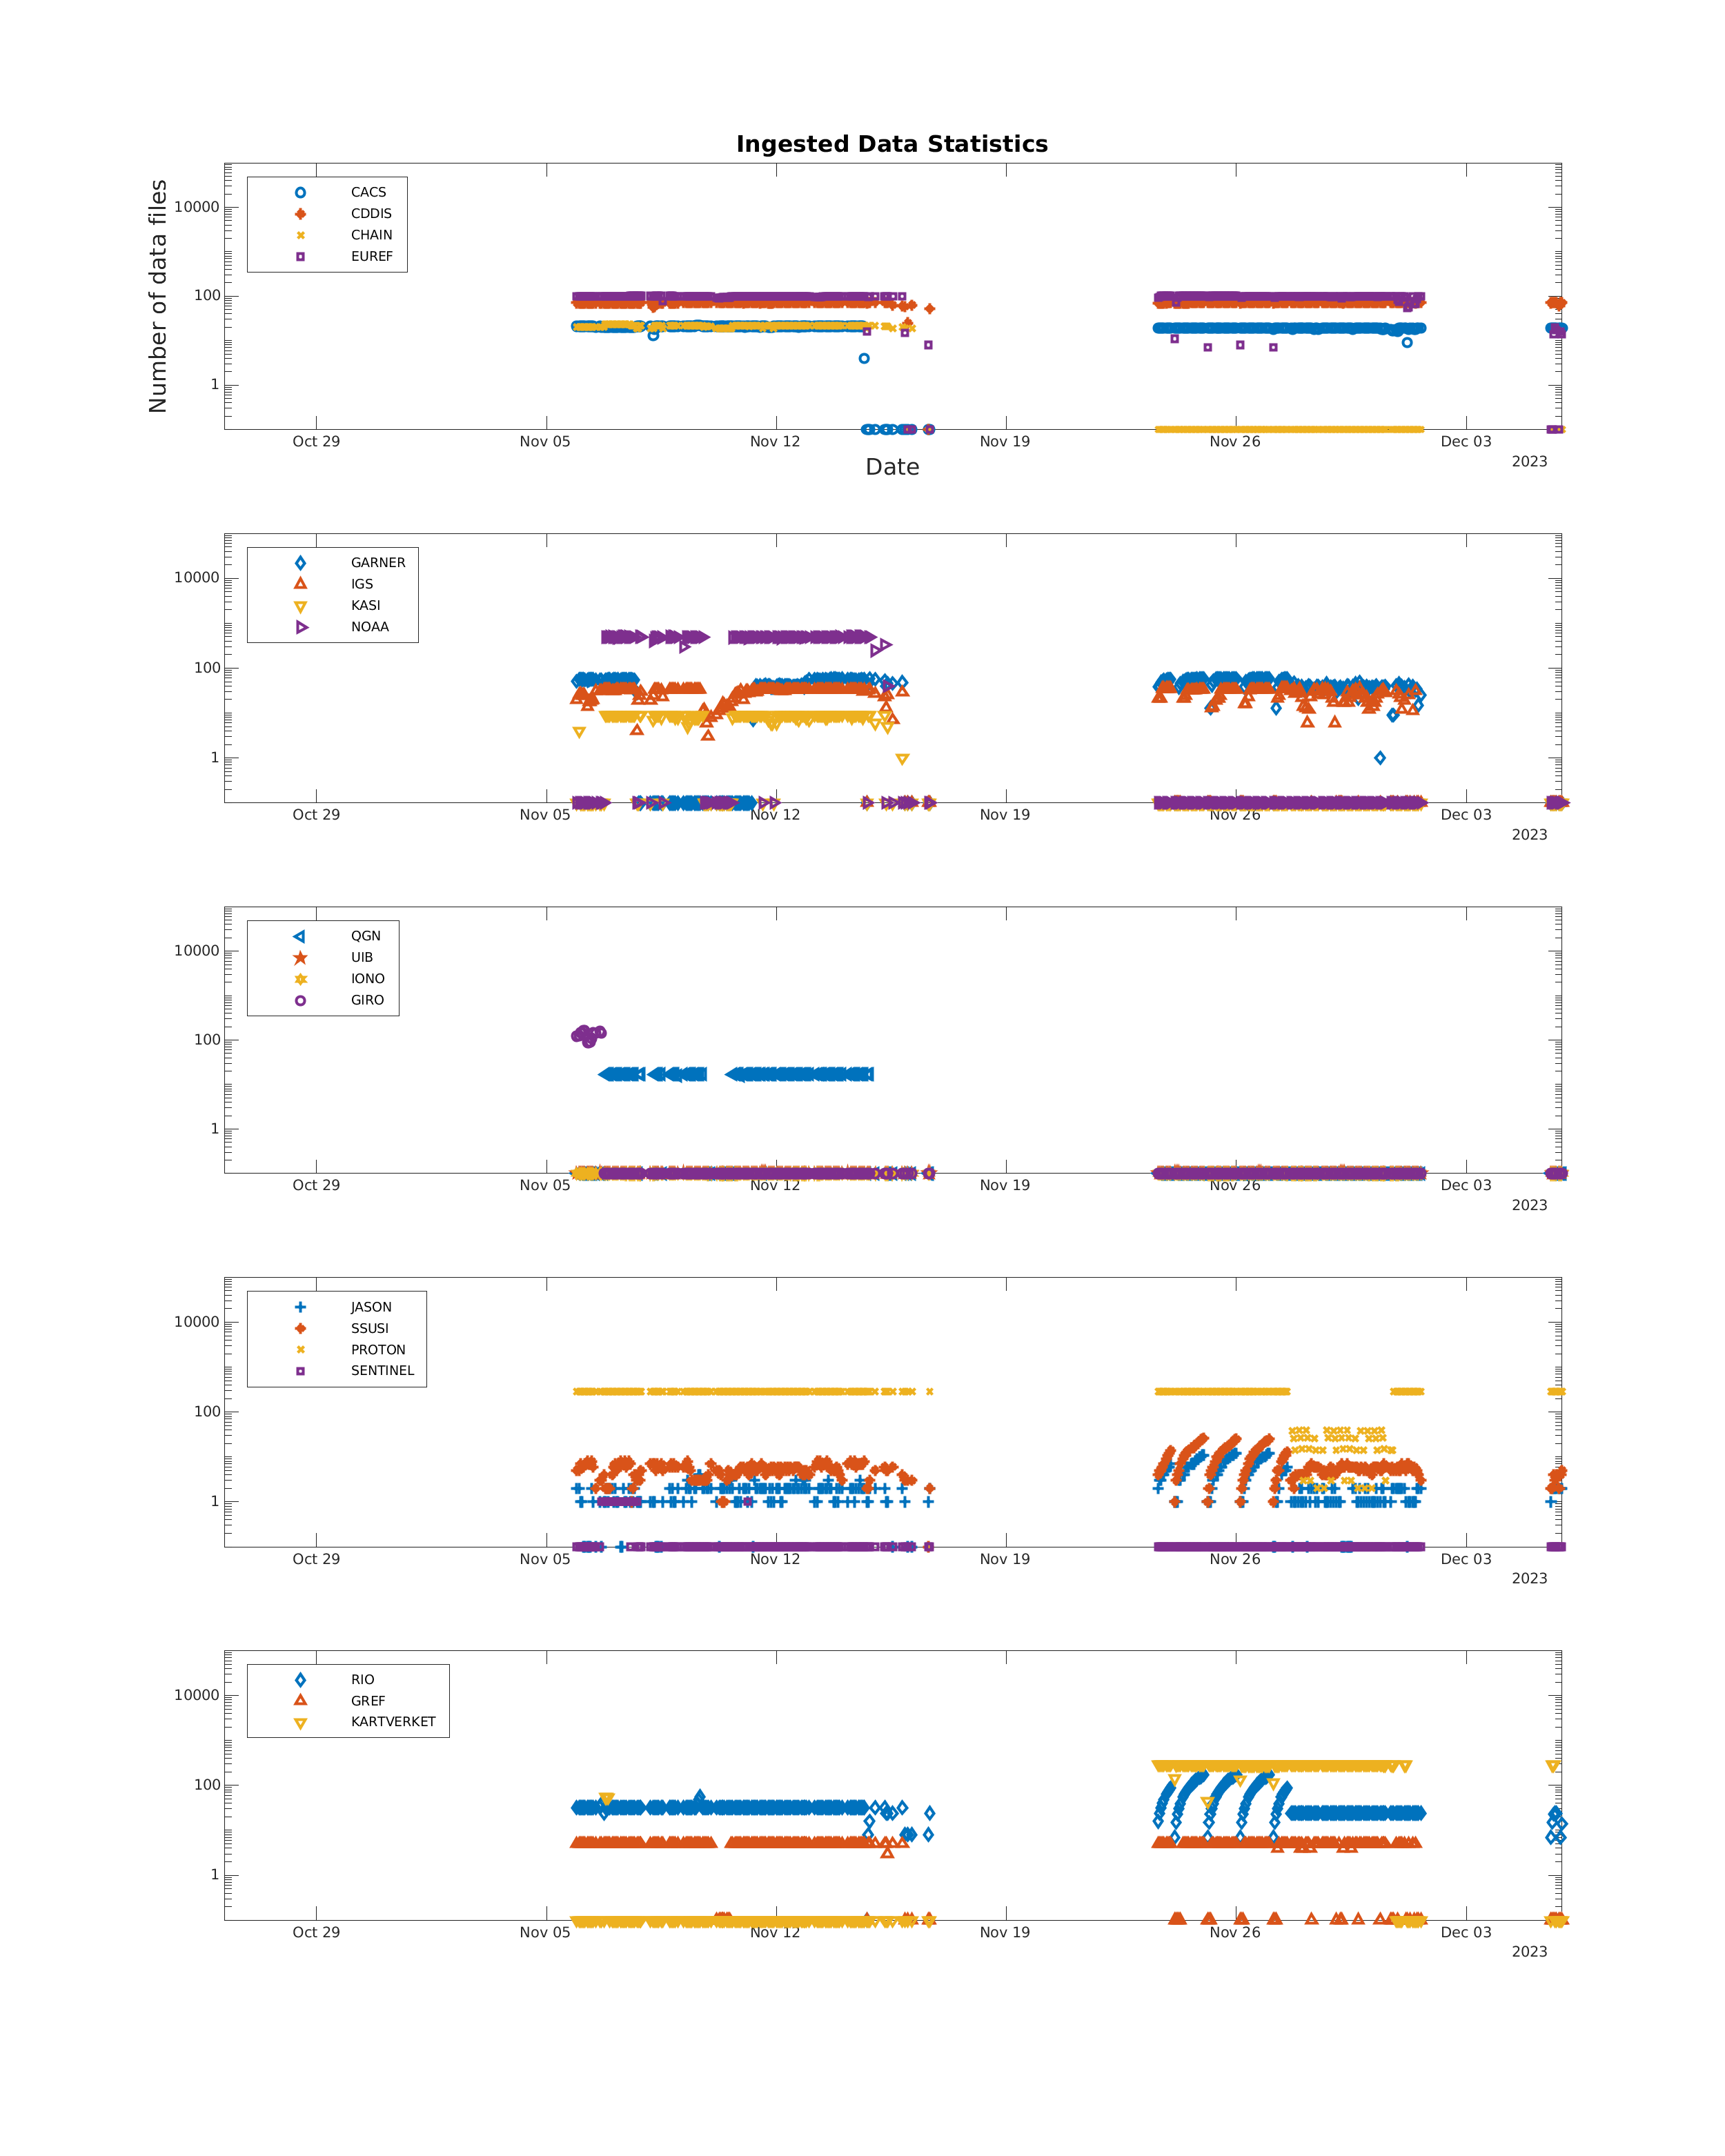 Ingested Data Statistics
Number of data files
CACS
CDDIS
CHAIN
EUREF
10000
100
1
Oct 29 Nov 05 Nov 12 Nov 19 Nov 26 Dec 03
2023
Date
GARNER
IGS
KASI
NOAA
10000
100
1
Oct 29 Nov 05 Nov 12 Nov 19 Nov 26 Dec 03
2023
QGN
UIB
IONO
GIRO
10000
100
1
Oct 29 Nov 05 Nov 12 Nov 19 Nov 26 Dec 03
2023
JASON
SSUSI
PROTON
SENTINEL
10000
100
1
Oct 29 Nov 05 Nov 12 Nov 19 Nov 26 Dec 03
2023
RIO
GREF
KARTVERKET
10000
100
1
Oct 29 Nov 05 Nov 12 Nov 19 Nov 26 Dec 03
2023